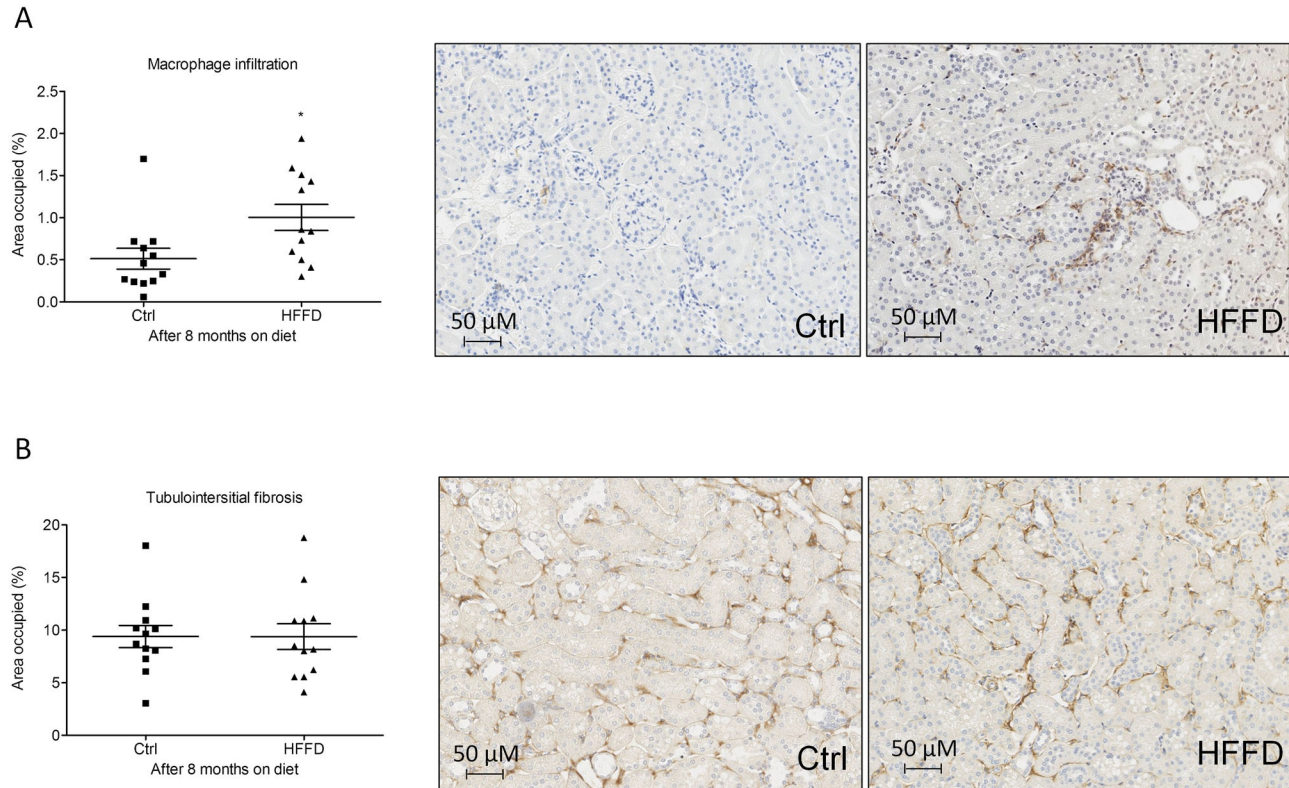 A
Macrophage infiltration
Area occupied (%)
2.5
2.0
1.5
1.0
0.5
0.0
*
Ctrl
HFFD
After 8 months on diet
50 µM
Ctrl
50 µM
HFFD
B
Tubulointersitial fibrosis
Area occupied (%)
20
15
10
5
0
Ctrl
HFFD
After 8 months on diet
50 µM
Ctrl
50 µM
HFFD